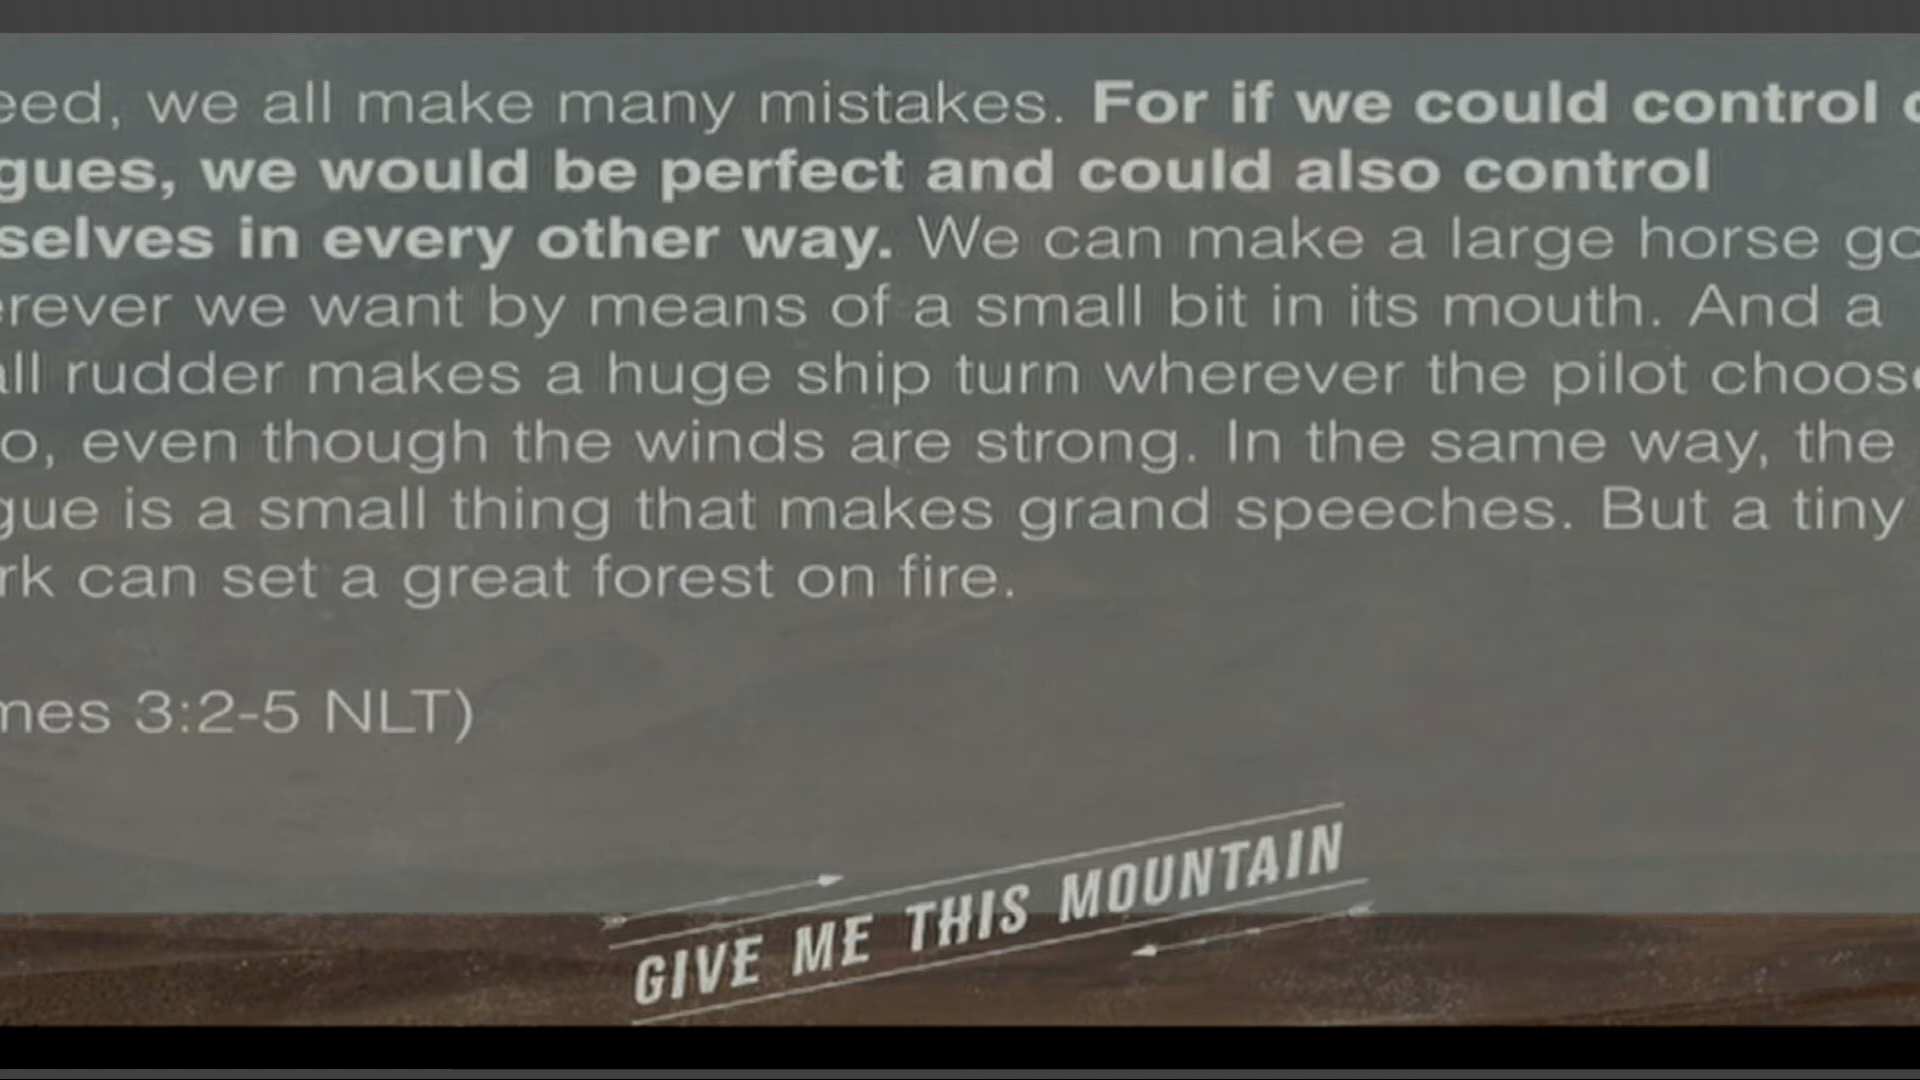 eed, we all make many mistakes. For if we could control
gues, we would be perfect and could also control
selves in every other way. We can make a large horse go
erever we want by means of a small bit in its mouth. And a
all rudder makes a huge ship turn wherever the pilot choose
o, even though the winds are strong. In the same way, the
gue is a small thing that makes grand speeches. But a tiny
rk can set a great forest on fire.
mes 3:2-5 NLT)
GIVE ME THIS MOUNTAIN